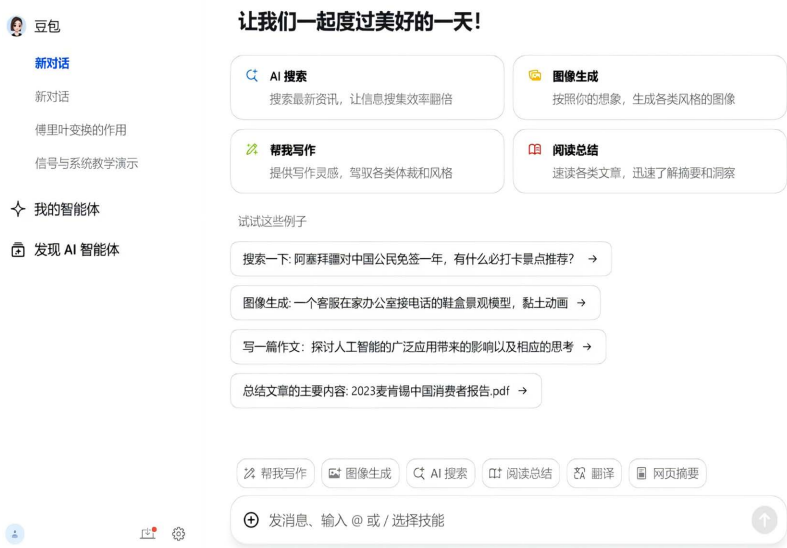 豆包
新对话
新对话
傅里叶变换的作用
信号与系统教学演示
我的智能体
发现 AI 智能体
让我们一起度过美好的一天！
AI 搜索
搜索最新资讯，让信息搜集效率翻倍
图像生成
按照你的想象，生成各类风格的图像
帮我写作
提供写作灵感，驾驭各类体裁和风格
阅读总结
速读各类文章，迅速了解摘要和洞察
试试这些例子
搜索一下: 阿塞拜疆对中国公民免签一年，有什么必打卡景点推荐？ →
图像生成: 一个客服在家办公室接电话的鞋盒景观模型，黏土动画 →
写一篇作文：探讨人工智能的广泛应用带来的影响以及相应的思考 →
总结文章的主要内容: 2023麦肯锡中国消费者报告.pdf →
帮我写作 图像生成 AI 搜索 阅读总结 翻译 网页摘要
发消息、输入 @ 或 / 选择技能